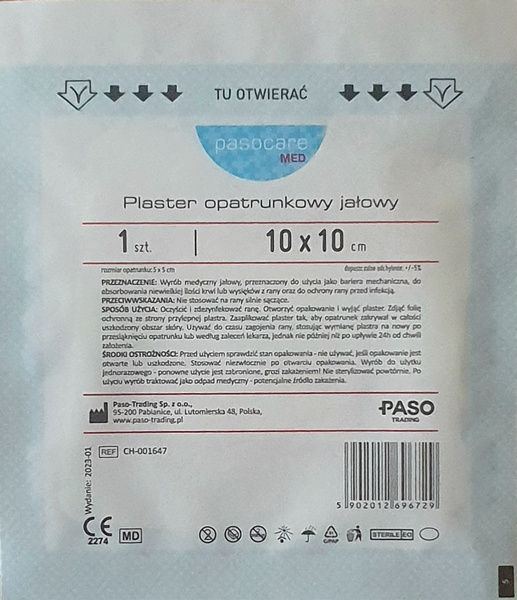 TU OTWIERAĆ
pasocare
MED
Plaster opatrunkowy jałowy
1 szt. | 10 x 10 cm
rozmiar opatrunku: 5 x 5 cm dopuszczalne odchylenie: +/-5%
PRZEZNACZENIE: Wyrób medyczny jałowy, przeznaczony do użycia jako bariera mechaniczna, do
absorbowania niewielkiej ilości krwi lub wysięków z rany oraz do ochrony rany przed infekcją.
PRZECIWWSKAZANIA: Nie stosować na rany silnie sączące.
SPOSÓB UŻYCIA: Oczyścić i zdezynfekować ranę. Otworzyć opakowanie i wyjąć plaster. Zdjąć folię
ochronną ze strony przylepnej plastra. Zaaplikować plaster tak, aby opatrunek zakrywał w całości
uszkodzony obszar skóry. Używać do czasu zagojenia rany, stosując wymianę plastra na nowy po
przesiąknięciu opatrunku lub według zaleceń lekarza, jednak nie później niż po upływie 24h od chwili
założenia.
ŚRODKI OSTROŻNOŚCI: Przed użyciem sprawdzić stan opakowania - nie używać, jeśli opakowanie jest
otwarte lub uszkodzone. Stosować niezwłocznie po otwarciu opakowania. Wyrób do użytku
jednorazowego - ponowne użycie jest zabronione, grozi zakażeniem! Nie sterylizować powtórnie. Po
użyciu wyrób traktować jako odpad medyczny - potencjalne źródło zakażenia.
Paso-Trading Sp. z o.o.,
95-200 Pabianice, ul. Lutomierska 48, Polska,
www.paso-trading.pl
PASO
TRADING
Wydanie: 2023-01
REF CH-001647
5 902012 696729
CE
2274
MD
C/PAP
STERILE EO